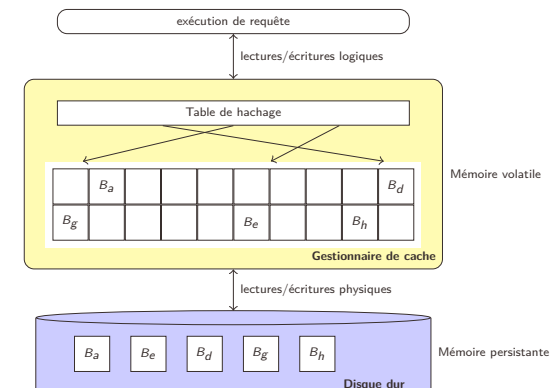 exécution de requête
lectures/écritures logiques
Table de hachage
Mémoire volatile
B_a B_d
B_g B_e B_h
Gestionnaire de cache
lectures/écritures physiques
B_a B_e B_d B_g B_h
Mémoire persistante
Disque dur